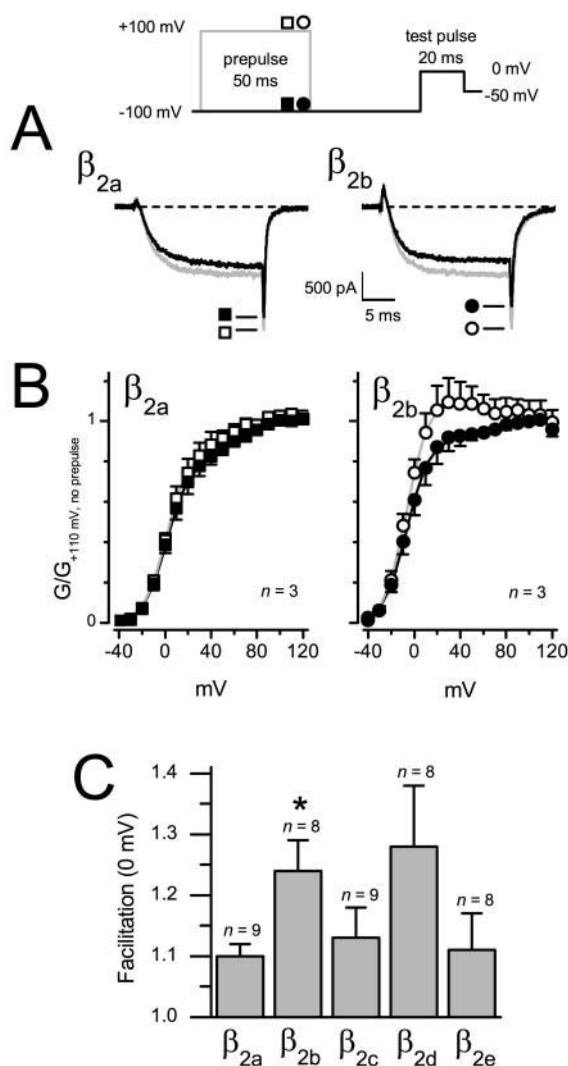 +100 mV
prepulse
50 ms
-100 mV
test pulse
20 ms
0 mV
-50 mV
A
β2a
β2b
500 pA
5 ms
B
β2a
β2b
G/G+110 mV, no prepulse
1
0
n = 3
n = 3
-40 0 40 80 120
-40 0 40 80 120
mV
mV
C
Facilitation (0 mV)
1.4
1.3
1.2
1.1
1.0
n = 9
*
n = 8
n = 9
n = 8
n = 8
β2a β2b β2c β2d β2e